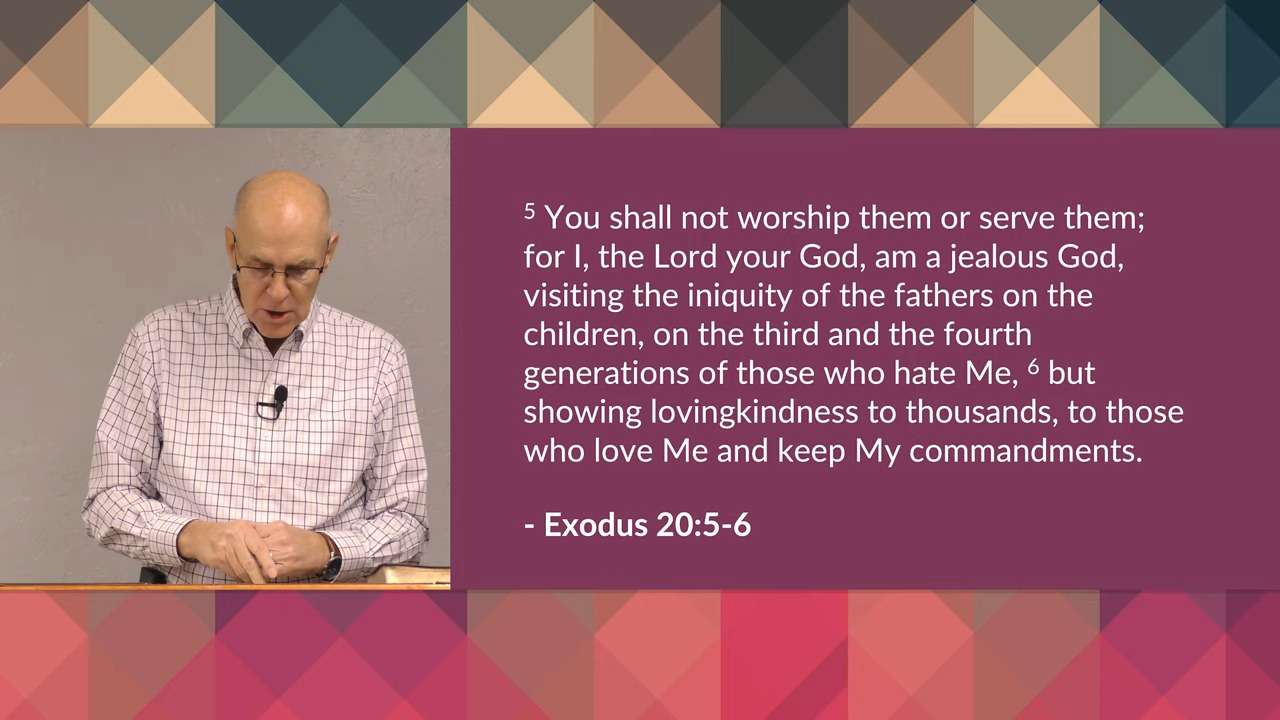 5 You shall not worship them or serve them;
for I, the Lord your God, am a jealous God,
visiting the iniquity of the fathers on the
children, on the third and the fourth
generations of those who hate Me, 6 but
showing lovingkindness to thousands, to those
who love Me and keep My commandments.
- Exodus 20:5-6